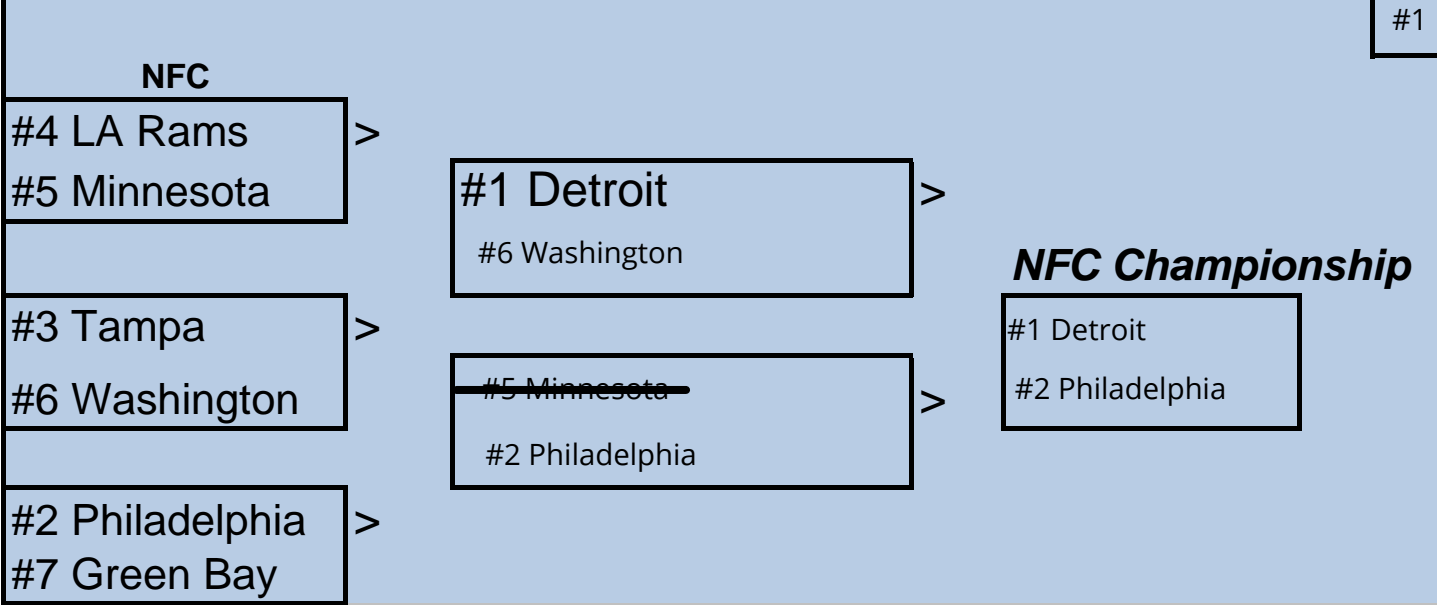 #1
NFC
#4 LA Rams >
#5 Minnesota
#1 Detroit >
#6 Washington
NFC Championship
#3 Tampa >
#6 Washington
#5 Minnesota >
#2 Philadelphia
#1 Detroit
#2 Philadelphia
#2 Philadelphia >
#7 Green Bay